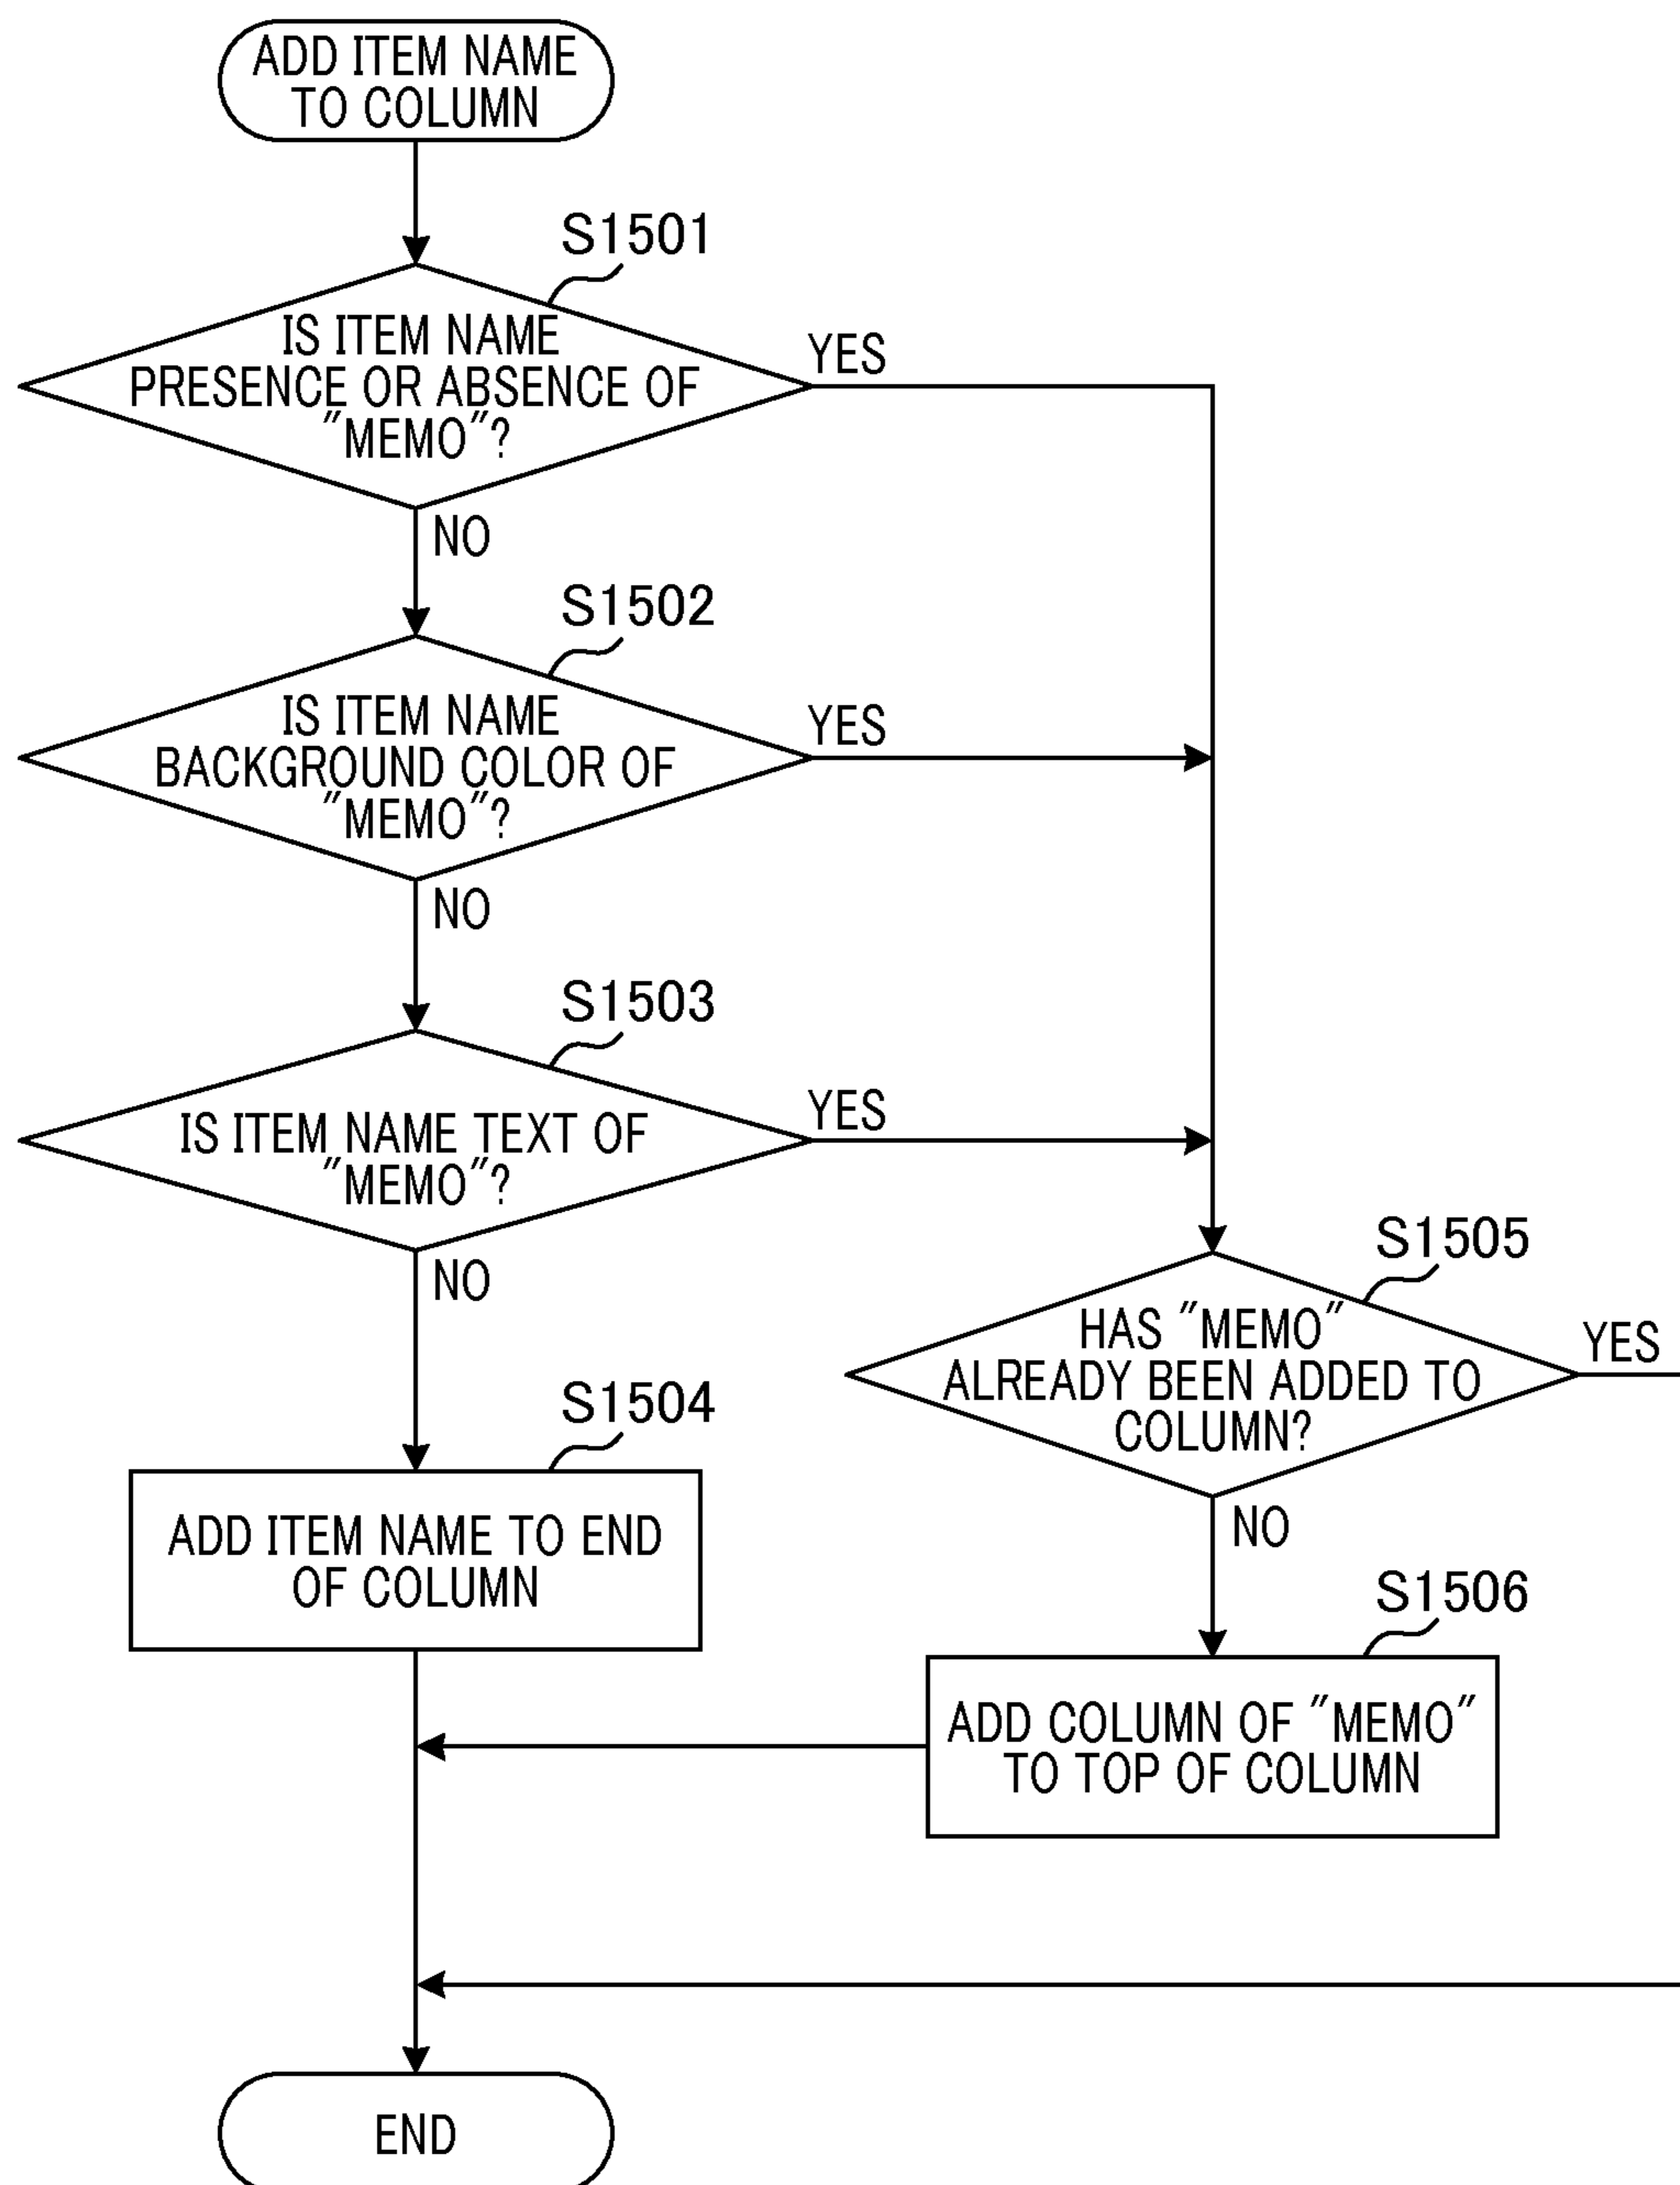 ADD ITEM NAME
TO COLUMN
S1501
IS ITEM NAME
PRESENCE OR ABSENCE OF
"MEMO"?
YES
NO
S1502
IS ITEM NAME
BACKGROUND COLOR OF
"MEMO"?
YES
NO
S1503
IS ITEM NAME TEXT OF
"MEMO"?
YES
NO
S1504
ADD ITEM NAME TO END
OF COLUMN
S1505
HAS "MEMO"
ALREADY BEEN ADDED TO
COLUMN?
YES
NO
S1506
ADD COLUMN OF "MEMO"
TO TOP OF COLUMN
END